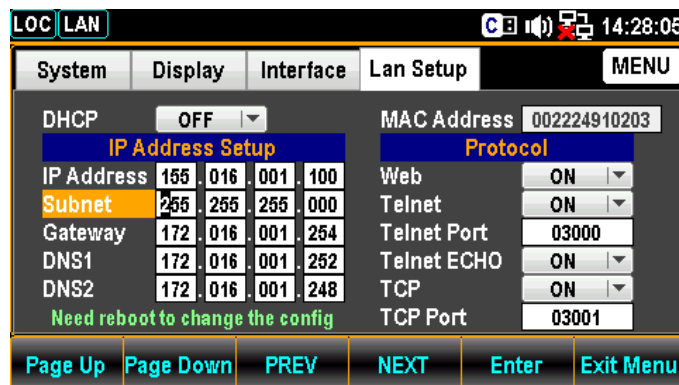 LOC LAN C 14:28:05
System Display Interface Lan Setup MENU
DHCP OFF
IP Address Setup
IP Address 155 . 016 . 001 . 100
Subnet 255 . 255 . 255 . 000
Gateway 172 . 016 . 001 . 254
DNS1 172 . 016 . 001 . 252
DNS2 172 . 016 . 001 . 248
Need reboot to change the config
MAC Address 002224910203
Protocol
Web ON
Telnet ON
Telnet Port 03000
Telnet ECHO ON
TCP ON
TCP Port 03001
Page Up Page Down PREV NEXT Enter Exit Menu